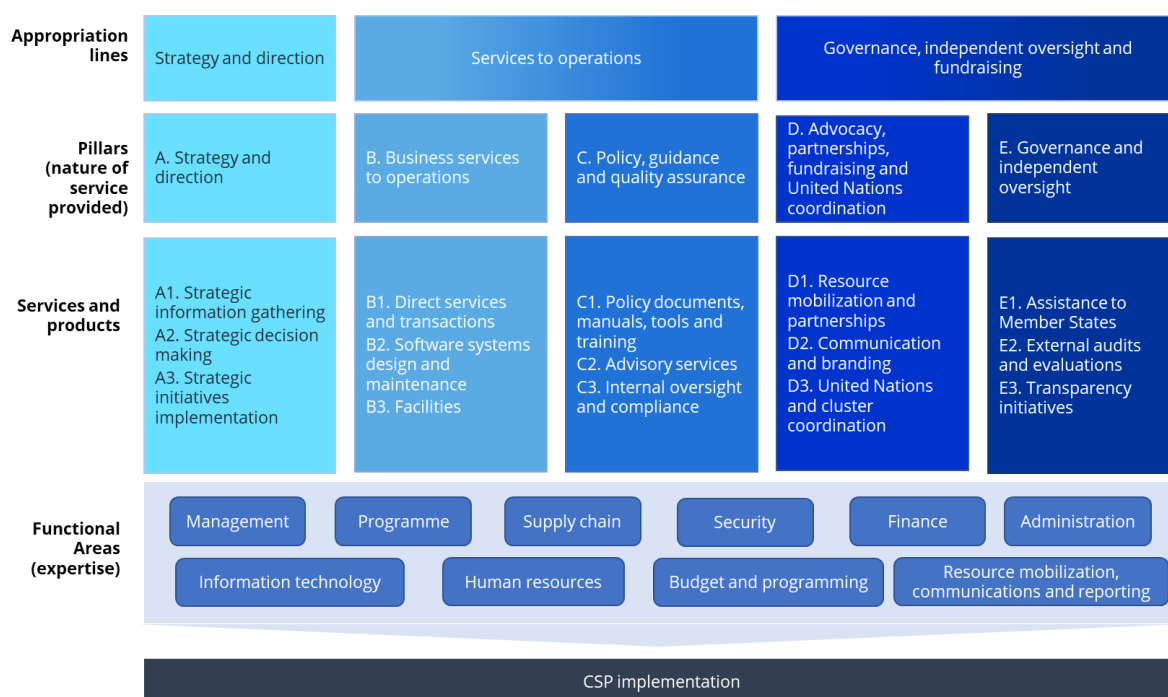 Appropriation
lines
Strategy and direction
Services to operations
Governance, independent oversight and
fundraising
Pillars
(nature of
service
provided)
A. Strategy and
direction
B. Business services
to operations
C. Policy, guidance
and quality assurance
D. Advocacy,
partnerships,
fundraising and
United Nations
coordination
E. Governance and
independent
oversight
Services and
products
A1. Strategic
information gathering
A2. Strategic decision
making
A3. Strategic
initiatives
implementation
B1. Direct services
and transactions
B2. Software systems
design and
maintenance
B3. Facilities
C1. Policy documents,
manuals, tools and
training
C2. Advisory services
C3. Internal oversight
and compliance
D1. Resource
mobilization and
partnerships
D2. Communication
and branding
D3. United Nations
and cluster
coordination
E1. Assistance to
Member States
E2. External audits
and evaluations
E3. Transparency
initiatives
Functional
Areas
(expertise)
Management
Programme
Supply chain
Security
Finance
Administration
Information technology
Human resources
Budget and programming
Resource mobilization,
communications and reporting
CSP implementation